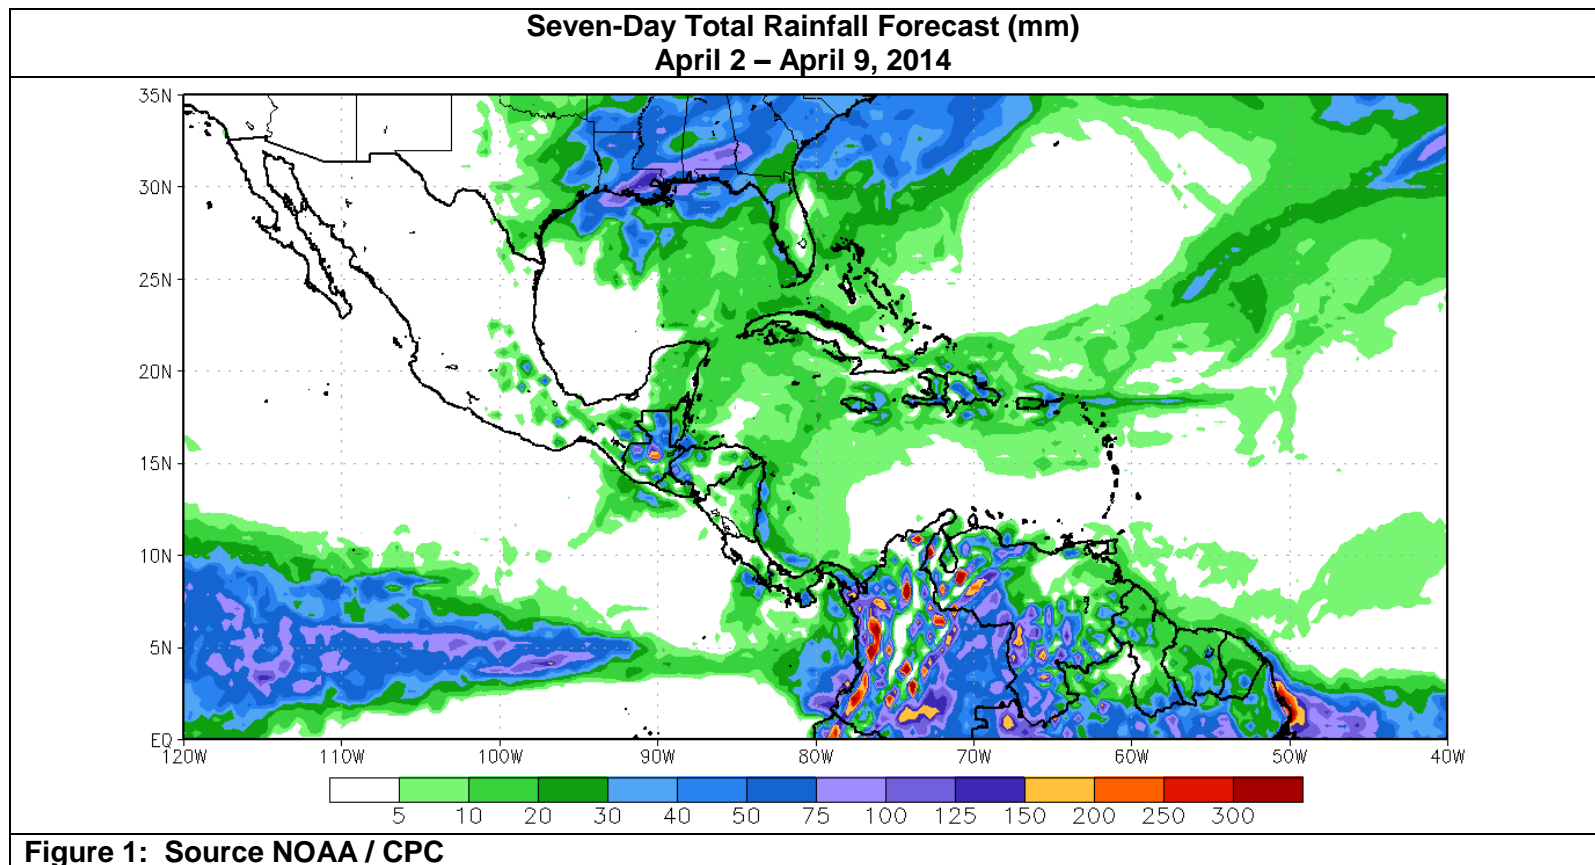 Seven-Day Total Rainfall Forecast (mm)
April 2 – April 9, 2014
35N
30N
25N
20N
15N
10N
5N
EQ
120W 110W 100W 90W 80W 70W 60W 50W 40W
5 10 20 30 40 50 75 100 125 150 200 250 300
Figure 1: Source NOAA / CPC